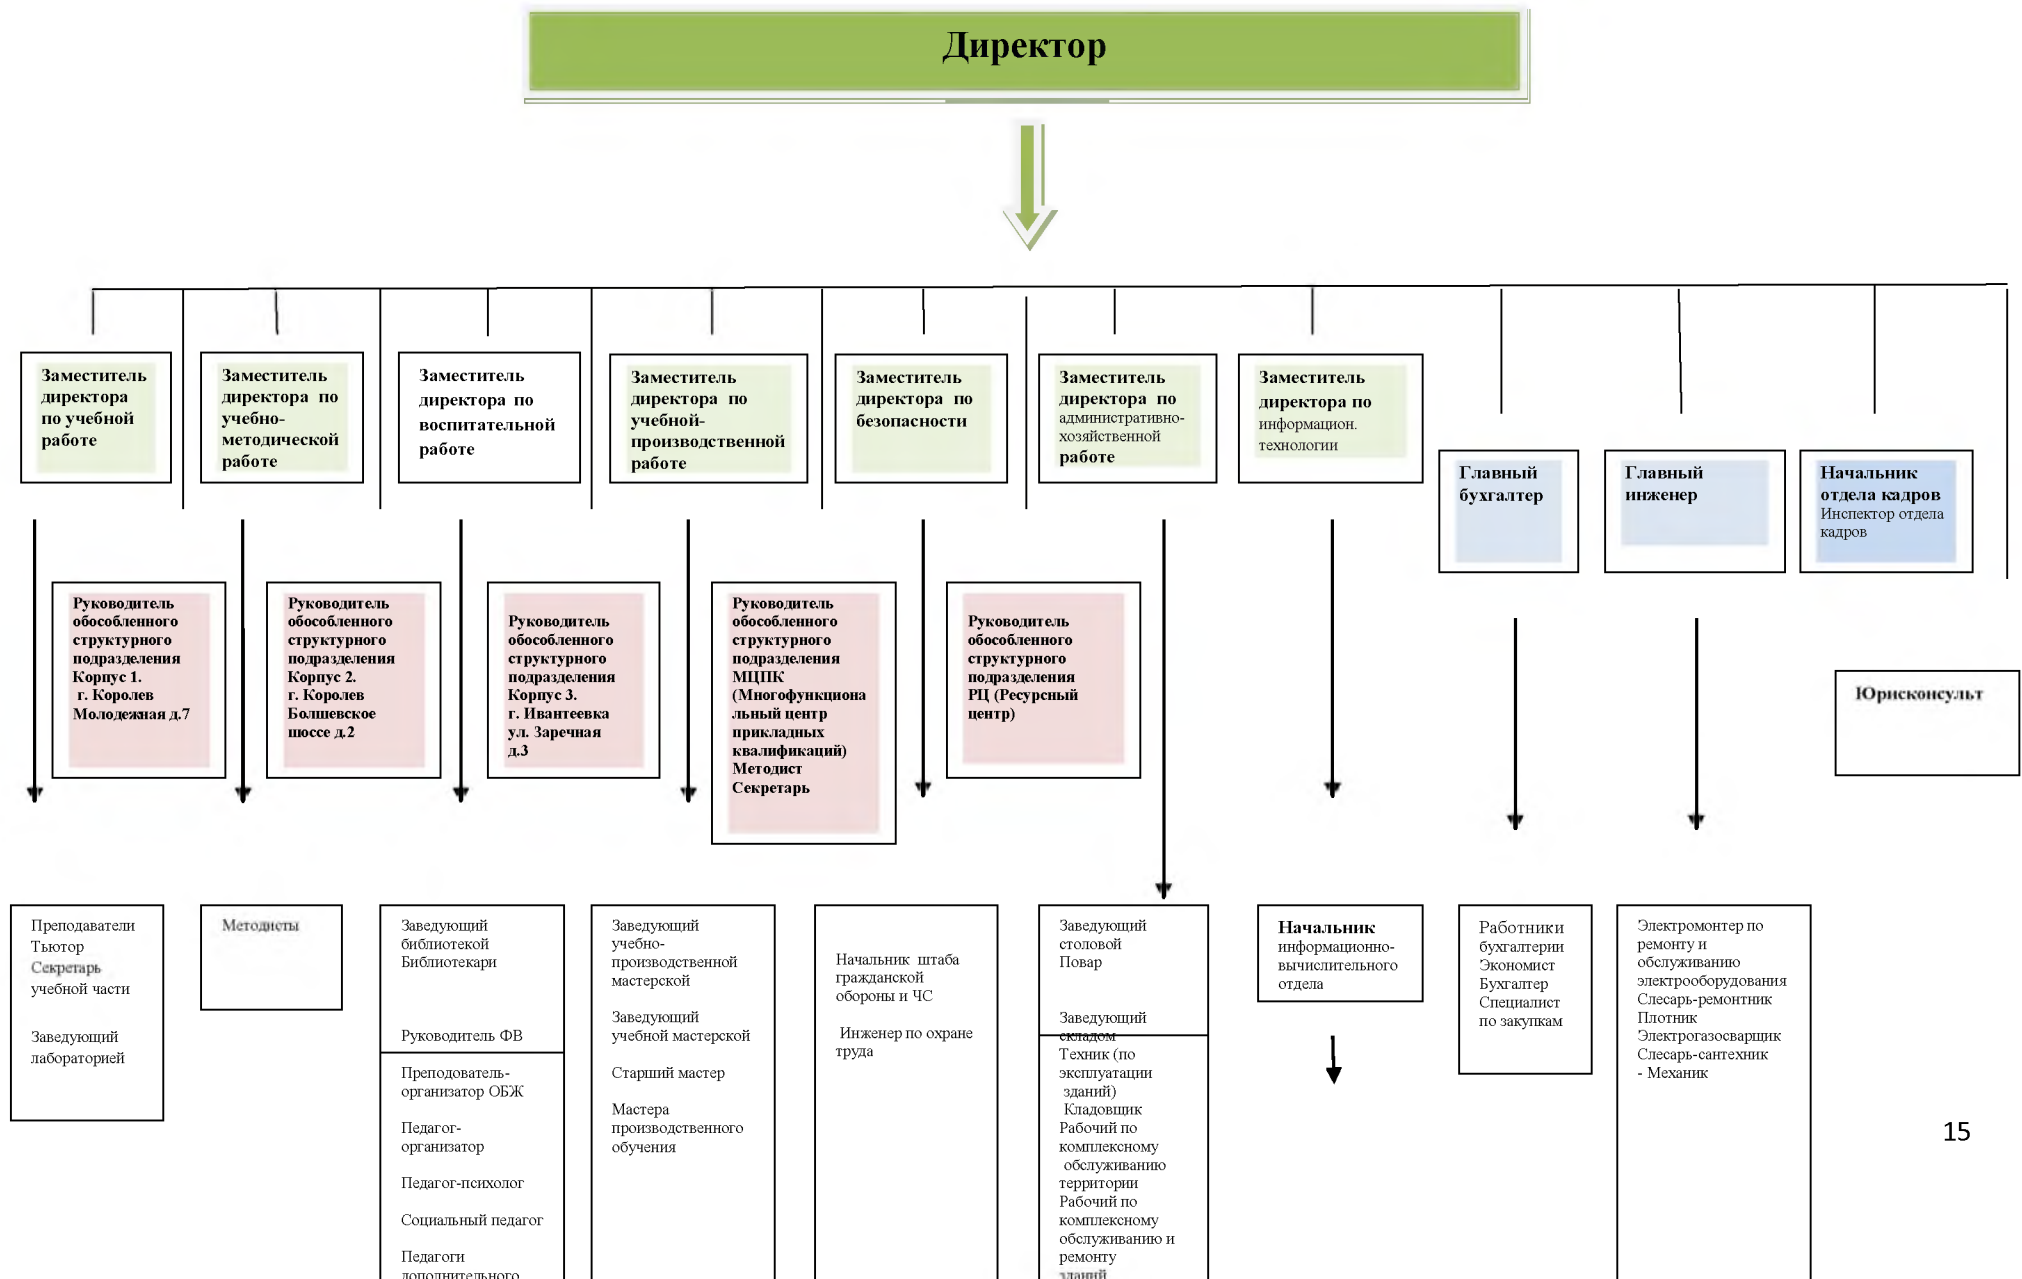 Директор
Заместитель
директора
по учебной
работе
Заместитель
директора по
учебно-
методической
работе
Заместитель
директора по
воспитательной
работе
Заместитель
директора по
учебной-
производственной
работе
Заместитель
директора по
безопасности
Заместитель
директора по
административно-
хозяйственной
работе
Заместитель
директора по
информацион.
технологии
Главный
бухгалтер
Главный
инженер
Начальник
отдела кадров
Инспектор отдела
кадров
Руководитель
обособленного
структурного
подразделения
Корпус 1.
г. Королев
Молодежная д.7
Руководитель
обособленного
структурного
подразделения
Корпус 2.
г. Королев
Болшевское
шоссе д.2
Руководитель
обособленного
структурного
подразделения
Корпус 3.
г. Ивантеевка
ул. Заречная
д.3
Руководитель
обособленного
структурного
подразделения
МЦПК
(Многофункциона
льный центр
прикладных
квалификаций)
Методист
Секретарь
Руководитель
обособленного
структурного
подразделения
РЦ (Ресурсный
центр)
Юрисконсульт
Преподаватели
Тьютор
Секретарь
учебной части
Заведующий
лабораторией
Методисты
Заведующий
библиотекой
Библиотекари
Руководитель ФВ
Преподователь-
организатор ОБЖ
Педагог-
организатор
Педагог-психолог
Социальный педагог
Педагоги
дополнительного
Заведующий
учебно-
производственной
мастерской
Заведующий
учебной мастерской
Старший мастер
Мастера
производственного
обучения
Начальник штаба
гражданской
обороны и ЧС
Инженер по охране
труда
Заведующий
столовой
Повар
Заведующий
складом
Техник (по
эксплуатации
зданий)
Кладовщик
Рабочий по
комплексному
обслуживанию
территории
Рабочий по
комплексному
обслуживанию и
ремонту
зданий
Начальник
информационно-
вычислительного
отдела
Работники
бухгалтерии
Экономист
Бухгалтер
Специалист
по закупкам
Электромонтер по
ремонту и
обслуживанию
электрооборудования
Слесарь-ремонтник
Плотник
Электрогазосварщик
Слесарь-сантехник
- Механик
15